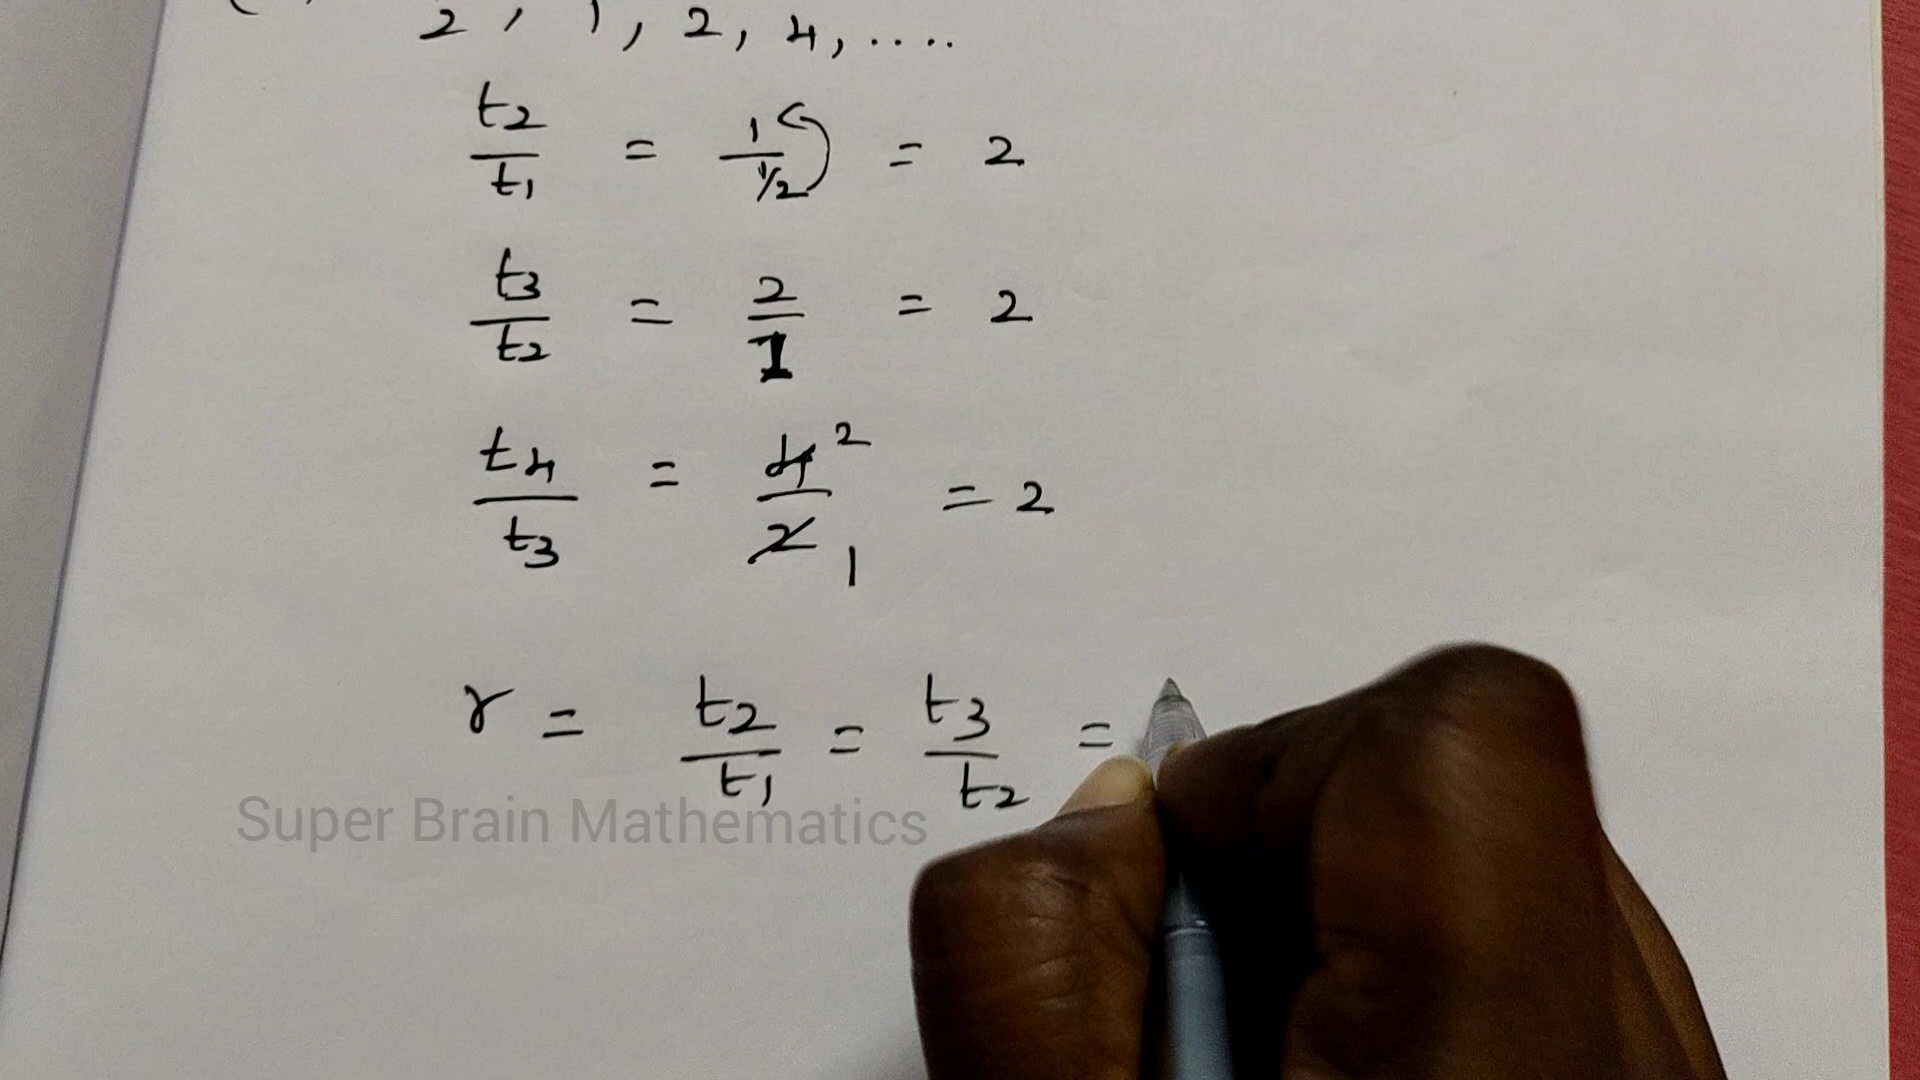 2, 1, 2, 4, ....
t2/t1 = 1/(1/2) = 2
t3/t2 = 2/1 = 2
t4/t3 = 4 2/2 1 = 2
r = t2/t1 = t3/t2 =
Super Brain Mathematics